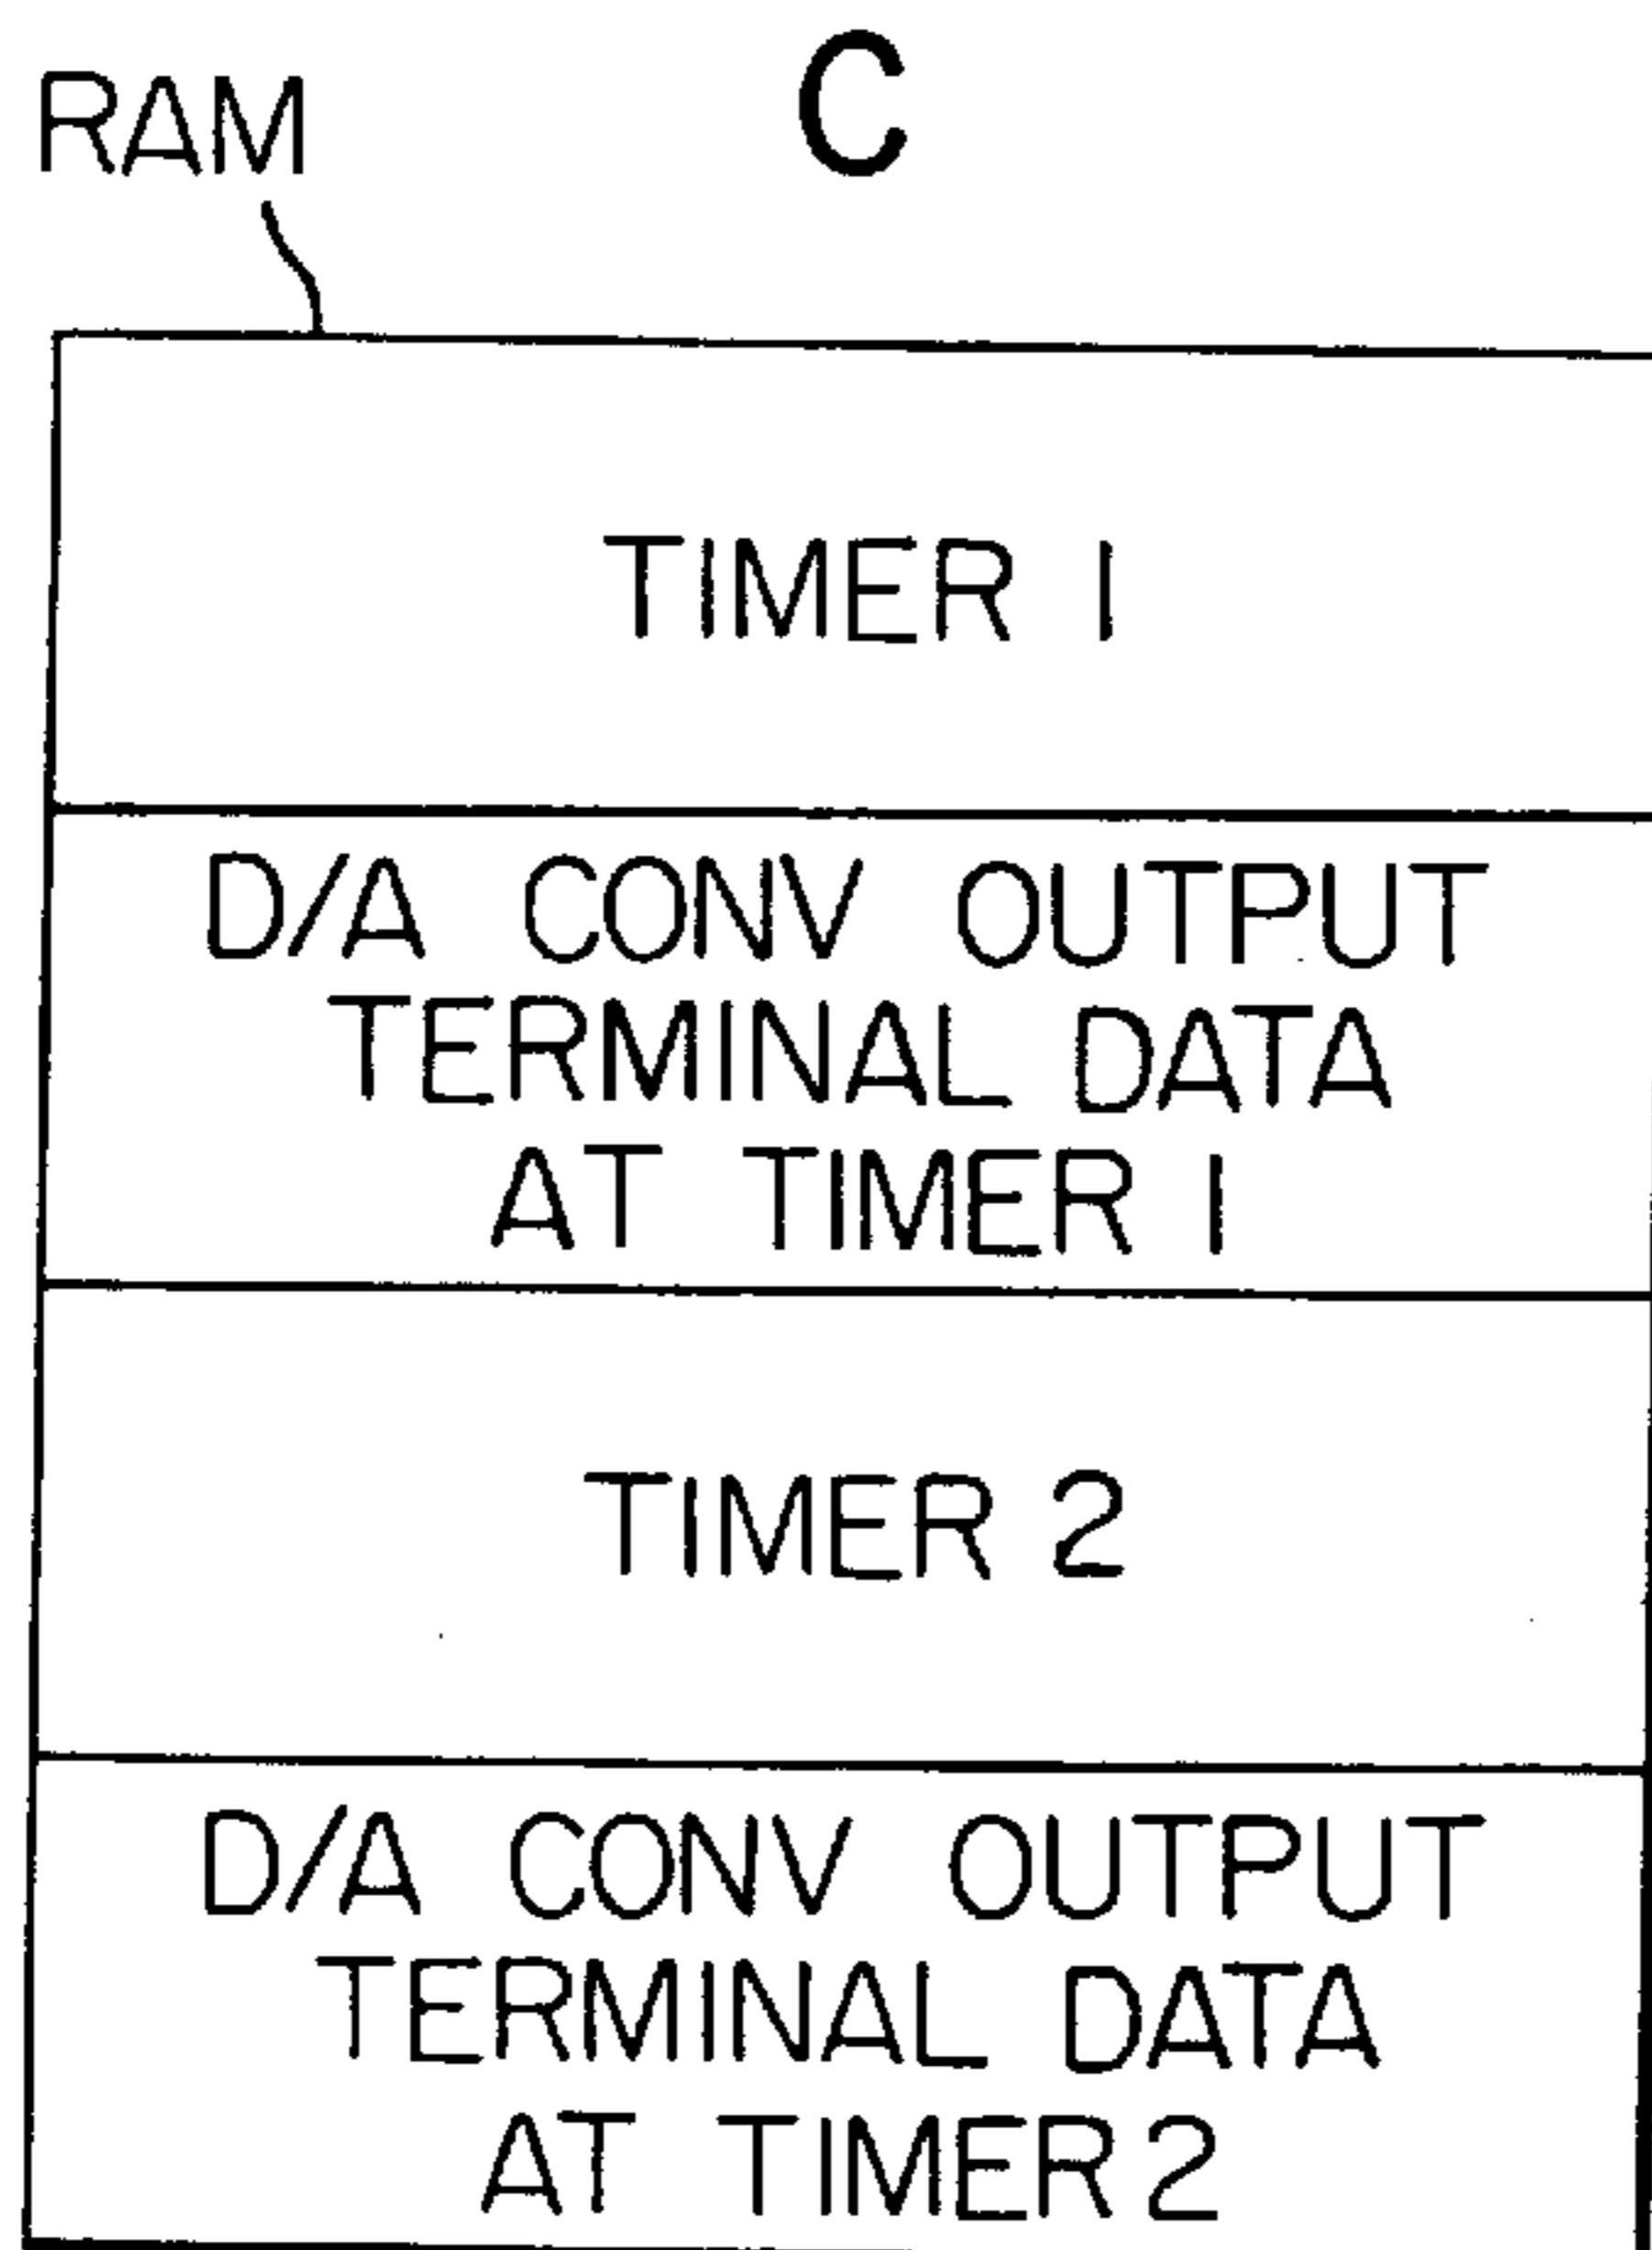 C
RAM
TIMER 1
D/A CONV OUTPUT
TERMINAL DATA
AT TIMER 1
TIMER 2
D/A CONV OUTPUT
TERMINAL DATA
AT TIMER 2